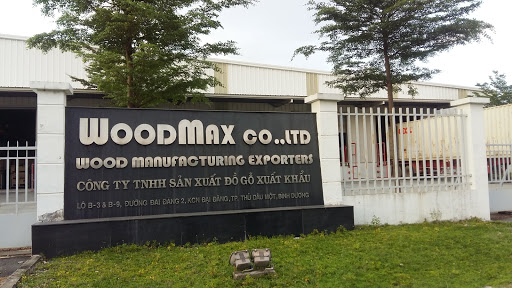 WOODMAX CO.,LTD
WOOD MANUFACTURING EXPORTERS
CÔNG TY TNHH SẢN XUẤT ĐỒ GỖ XUẤT KHẨU
LÔ B-3 & B-9, ĐƯỜNG ĐẠI ĐĂNG 2, KCN ĐẠI ĐĂNG, TP. THỦ DẦU MỘT, BÌNH DƯƠNG